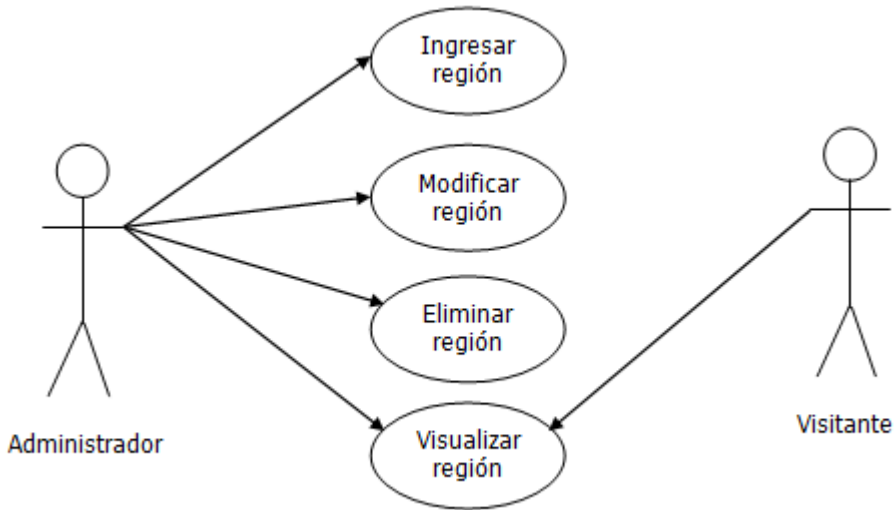 Ingresar
región
Modificar
región
Eliminar
región
Visualizar
región
Administrador
Visitante